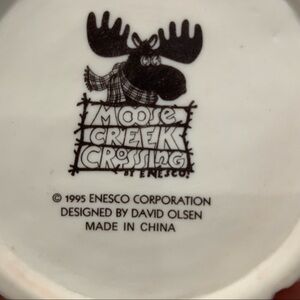 Moose
CREEK
CROSSING
BY ENESCO.
© 1995 ENESCO CORPORATION
DESIGNED BY DAVID OLSEN
MADE IN CHINA